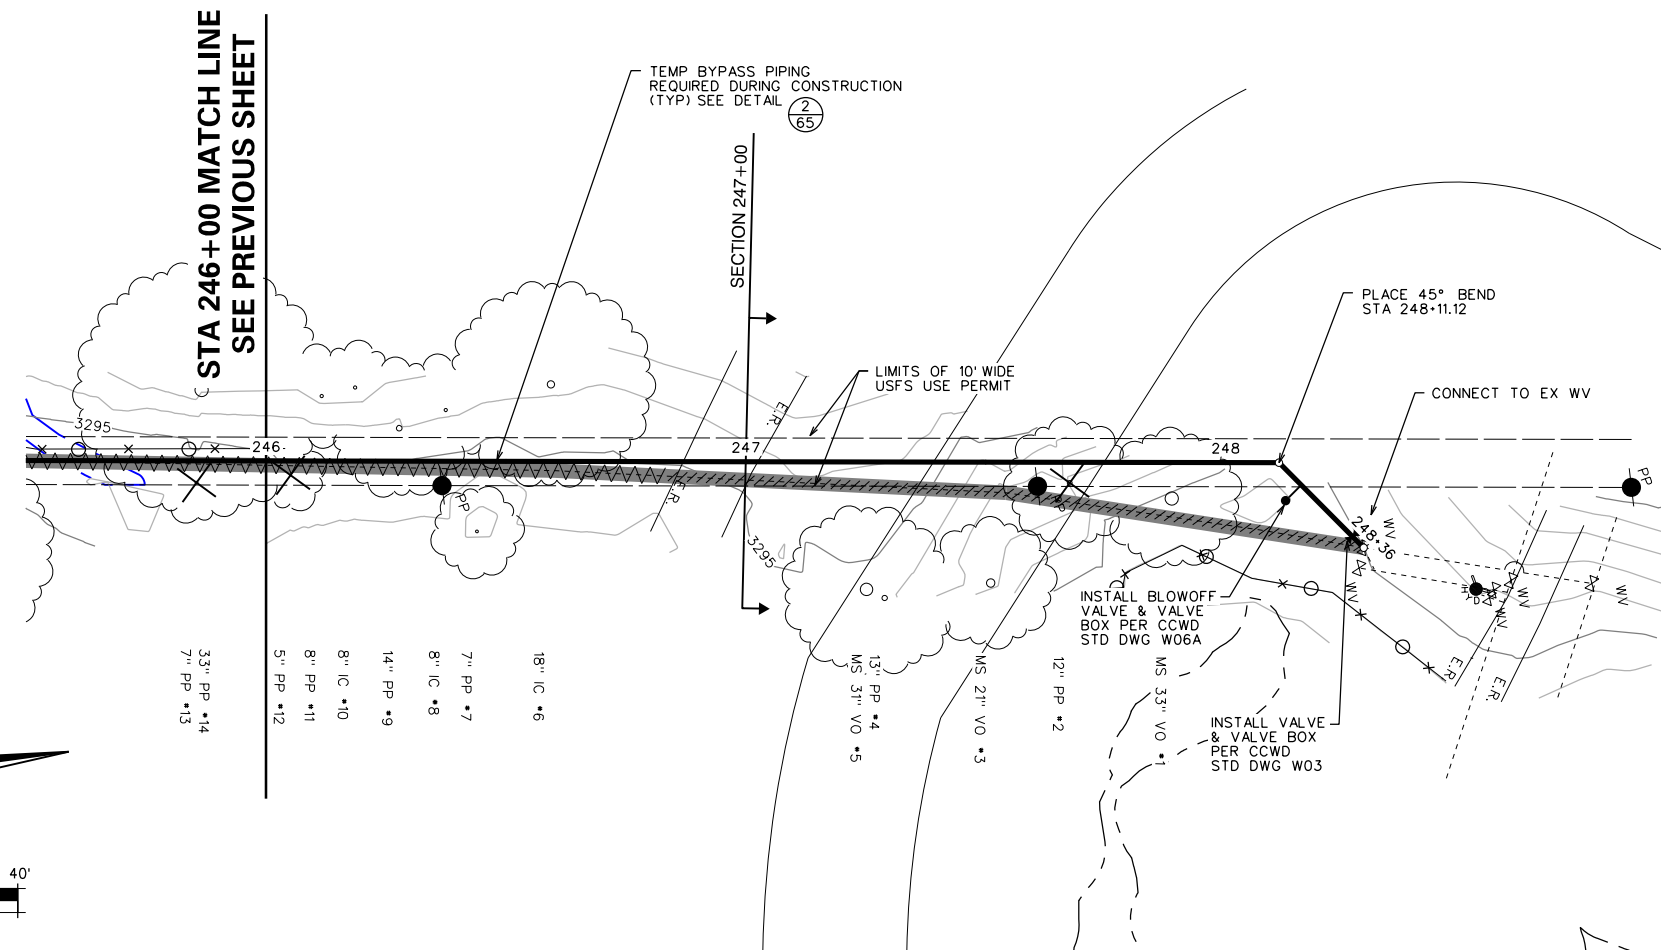 STA 246+00 MATCH LINE
SEE PREVIOUS SHEET
TEMP BYPASS PIPING
REQUIRED DURING CONSTRUCTION
(TYP) SEE DETAIL
2
65
SECTION 247+00
PLACE 45° BEND
STA 248+11.12
LIMITS OF 10' WIDE
USFS USE PERMIT
CONNECT TO EX WV
3295
246
247
248
E.R.
E.R.
PP
PP
3295
248+36
WV
WV
WV
WV
WV
HYD
E.R.
E.R.
INSTALL BLOWOFF
VALVE & VALVE
BOX PER CCWD
STD DWG W06A
INSTALL VALVE
& VALVE BOX
PER CCWD
STD DWG W03
7" PP #13
33" PP #14
5" PP #12
8" PP #11
8" IC #10
14" PP #9
8" IC #8
7" PP #7
18" IC #6
MS 31" VO #5
13" PP #4
MS 21" VO #3
12" PP #2
MS 33" VO #1
40'